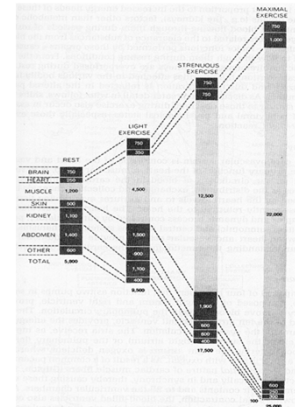 MAXIMAL
EXERCISE
750
1,000
STRENUOUS
EXERCISE
750
750
LIGHT
EXERCISE
750
350
REST
BRAIN
750
HEART
250
MUSCLE
1,200
4,500
12,500
22,000
SKIN
500
KIDNEY
1,100
1,500
ABDOMEN
1,400
900
1,900
OTHER
600
1,100
600
TOTAL
5,800
400
600
9,500
400
17,500
600
100
25,000